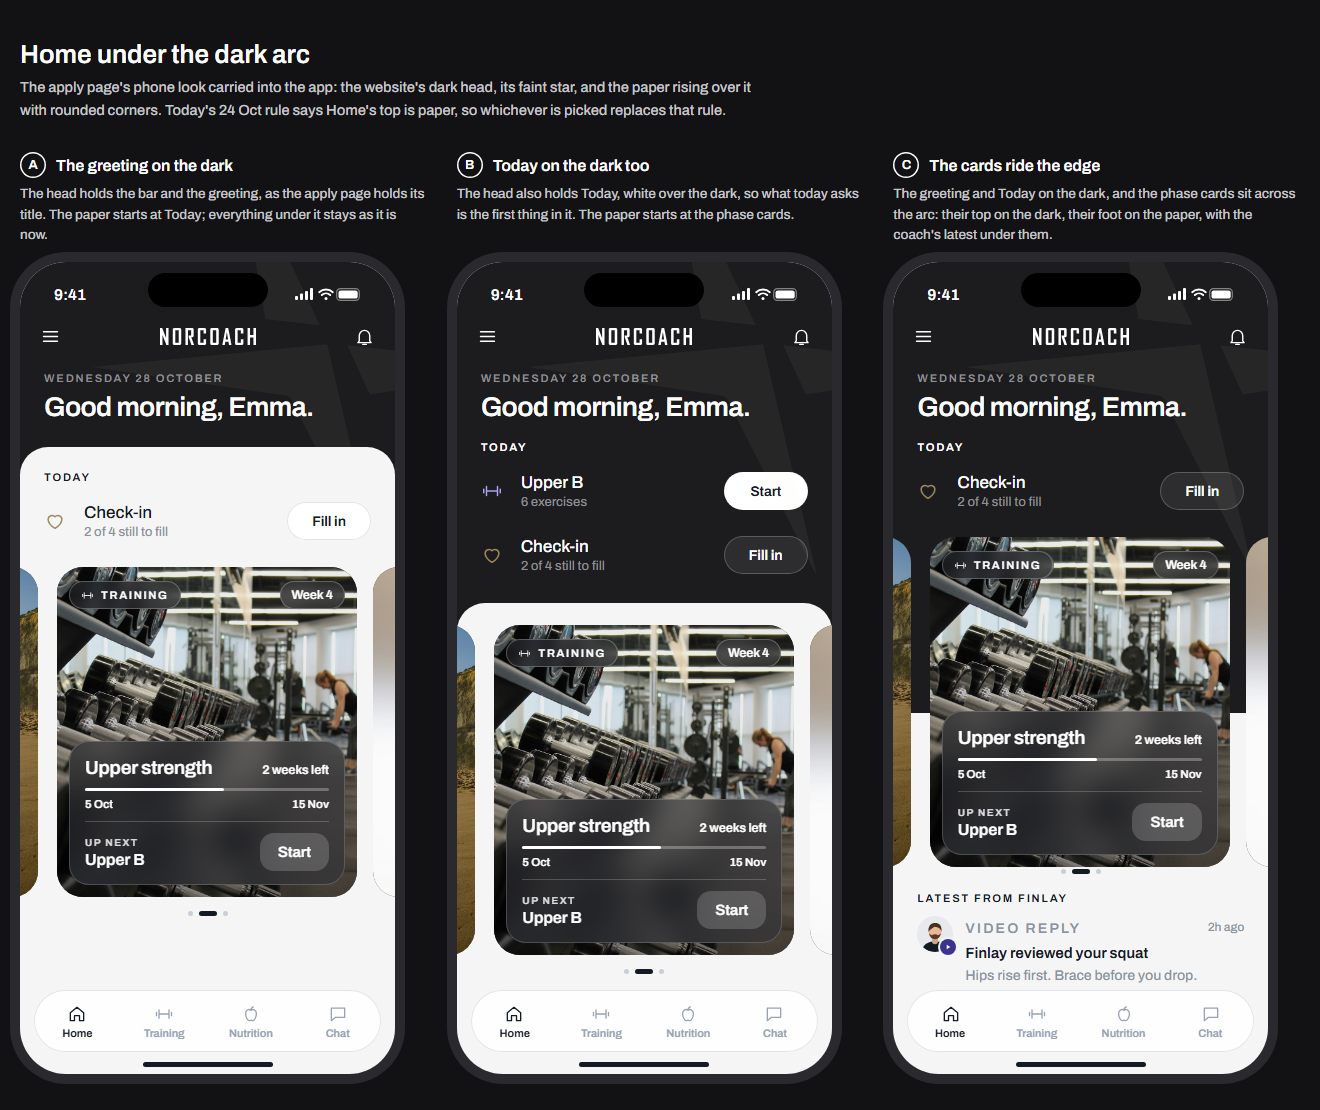 Home under the dark arc
The apply page's phone look carried into the app: the website's dark head, its faint star, and the paper rising over it
with rounded corners. Today's 24 Oct rule says Home's top is paper, so whichever is picked replaces that rule.
A The greeting on the dark
The head holds the bar and the greeting, as the apply page holds its
title. The paper starts at Today; everything under it stays as it is
now.
9:41
NORCOACH
WEDNESDAY 28 OCTOBER
Good morning, Emma.
TODAY
Check-in
2 of 4 still to fill
Fill in
TRAINING
Week 4
Upper strength
2 weeks left
5 Oct
15 Nov
UP NEXT
Upper B
Start
Home
Training
Nutrition
Chat
B Today on the dark too
The head also holds Today, white over the dark, so what today asks
is the first thing in it. The paper starts at the phase cards.
9:41
NORCOACH
WEDNESDAY 28 OCTOBER
Good morning, Emma.
TODAY
Upper B
6 exercises
Start
Check-in
2 of 4 still to fill
Fill in
TRAINING
Week 4
Upper strength
2 weeks left
5 Oct
15 Nov
UP NEXT
Upper B
Start
Home
Training
Nutrition
Chat
C The cards ride the edge
The greeting and Today on the dark, and the phase cards sit across
the arc: their top on the dark, their foot on the paper, with the
coach's latest under them.
9:41
NORCOACH
WEDNESDAY 28 OCTOBER
Good morning, Emma.
TODAY
Check-in
2 of 4 still to fill
Fill in
TRAINING
Week 4
Upper strength
2 weeks left
5 Oct
15 Nov
UP NEXT
Upper B
Start
LATEST FROM FINLAY
VIDEO REPLY
2h ago
Finlay reviewed your squat
Hips rise first. Brace before you drop.
Home
Training
Nutrition
Chat